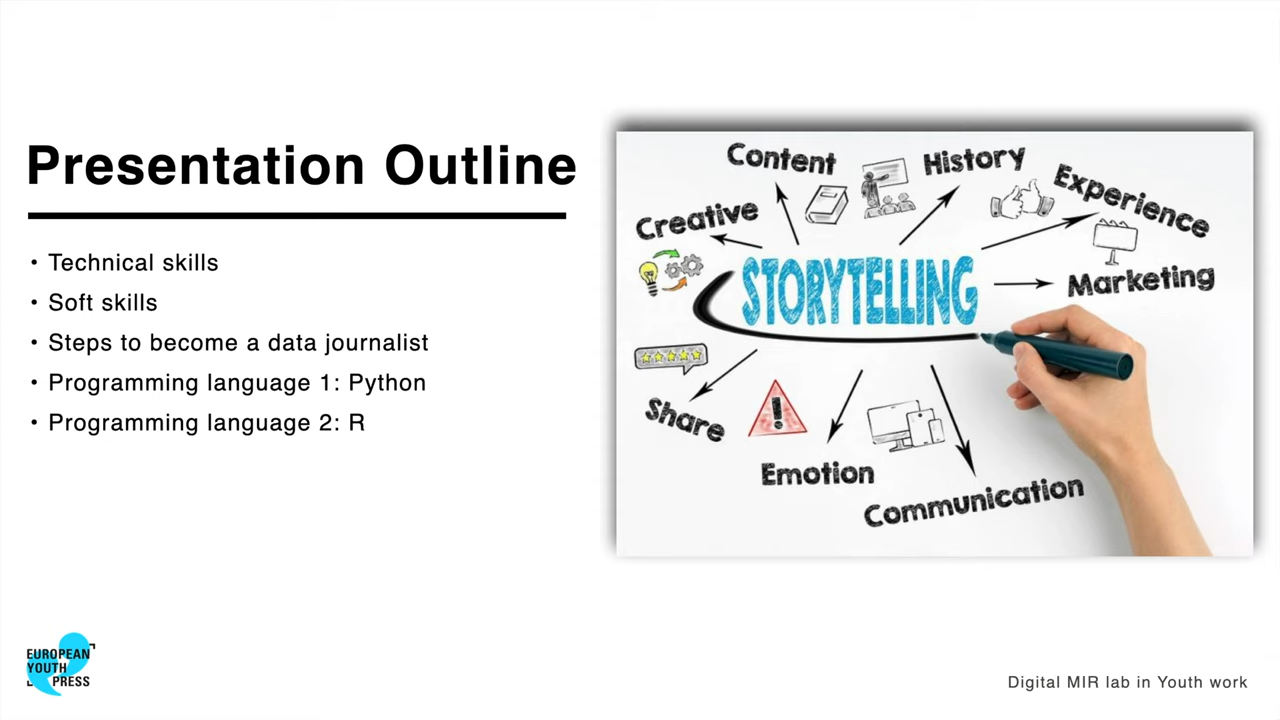 Presentation Outline
• Technical skills
• Soft skills
• Steps to become a data journalist
• Programming language 1: Python
• Programming language 2: R
Content
History
Experience
Creative
STORYTELLING
Marketing
Share
Emotion
Communication
EUROPEAN
YOUTH
PRESS
Digital MIR lab in Youth work